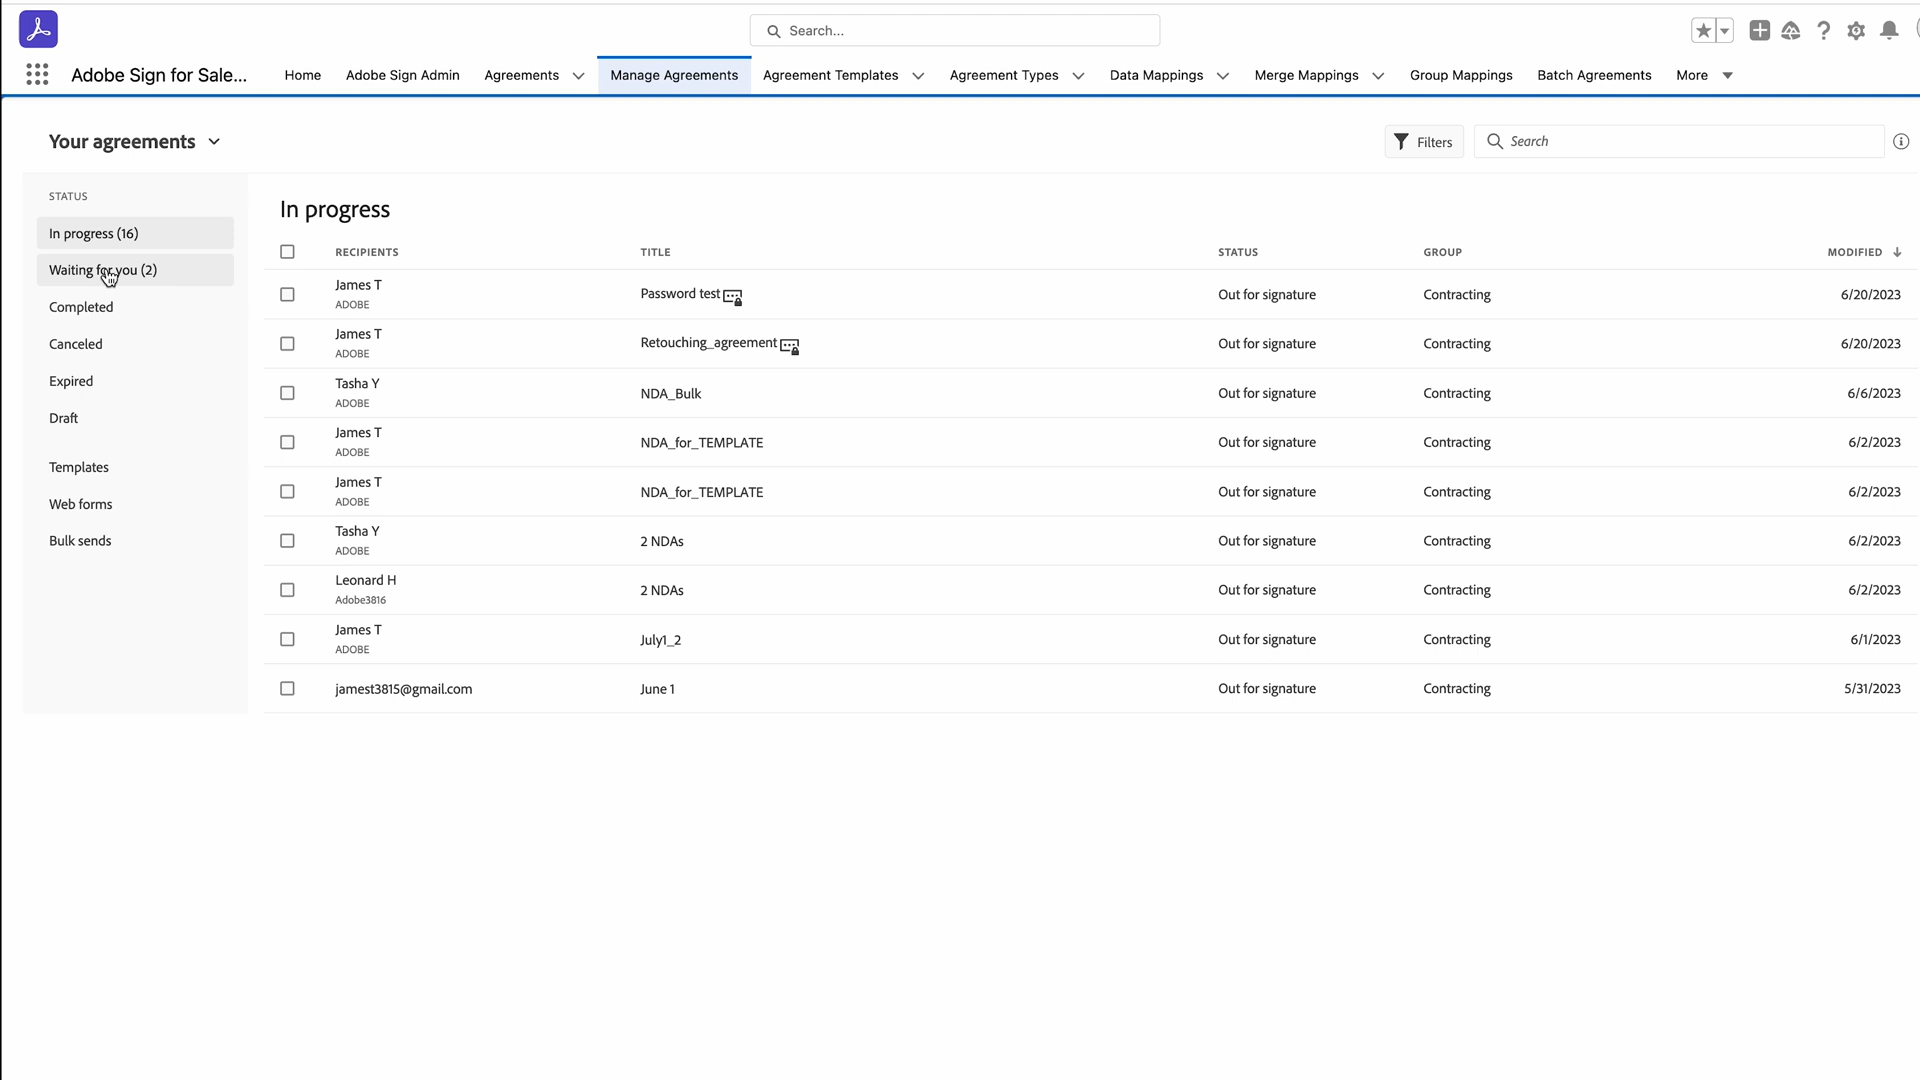 Search...
Adobe Sign for Sale...
Home
Adobe Sign Admin
Agreements
Manage Agreements
Agreement Templates
Agreement Types
Data Mappings
Merge Mappings
Group Mappings
Batch Agreements
More
Your agreements
Filters
Search
STATUS
In progress (16)
Waiting for you (2)
Completed
Canceled
Expired
Draft
Templates
Web forms
Bulk sends
In progress
RECIPIENTS TITLE STATUS GROUP MODIFIED
James T Password test Out for signature Contracting 6/20/2023
ADOBE
James T Retouching_agreement Out for signature Contracting 6/20/2023
ADOBE
Tasha Y NDA_Bulk Out for signature Contracting 6/6/2023
ADOBE
James T NDA_for_TEMPLATE Out for signature Contracting 6/2/2023
ADOBE
James T NDA_for_TEMPLATE Out for signature Contracting 6/2/2023
ADOBE
Tasha Y 2 NDAs Out for signature Contracting 6/2/2023
ADOBE
Leonard H 2 NDAs Out for signature Contracting 6/2/2023
Adobe3816
James T July1_2 Out for signature Contracting 6/1/2023
ADOBE
jamest3815@gmail.com June 1 Out for signature Contracting 5/31/2023